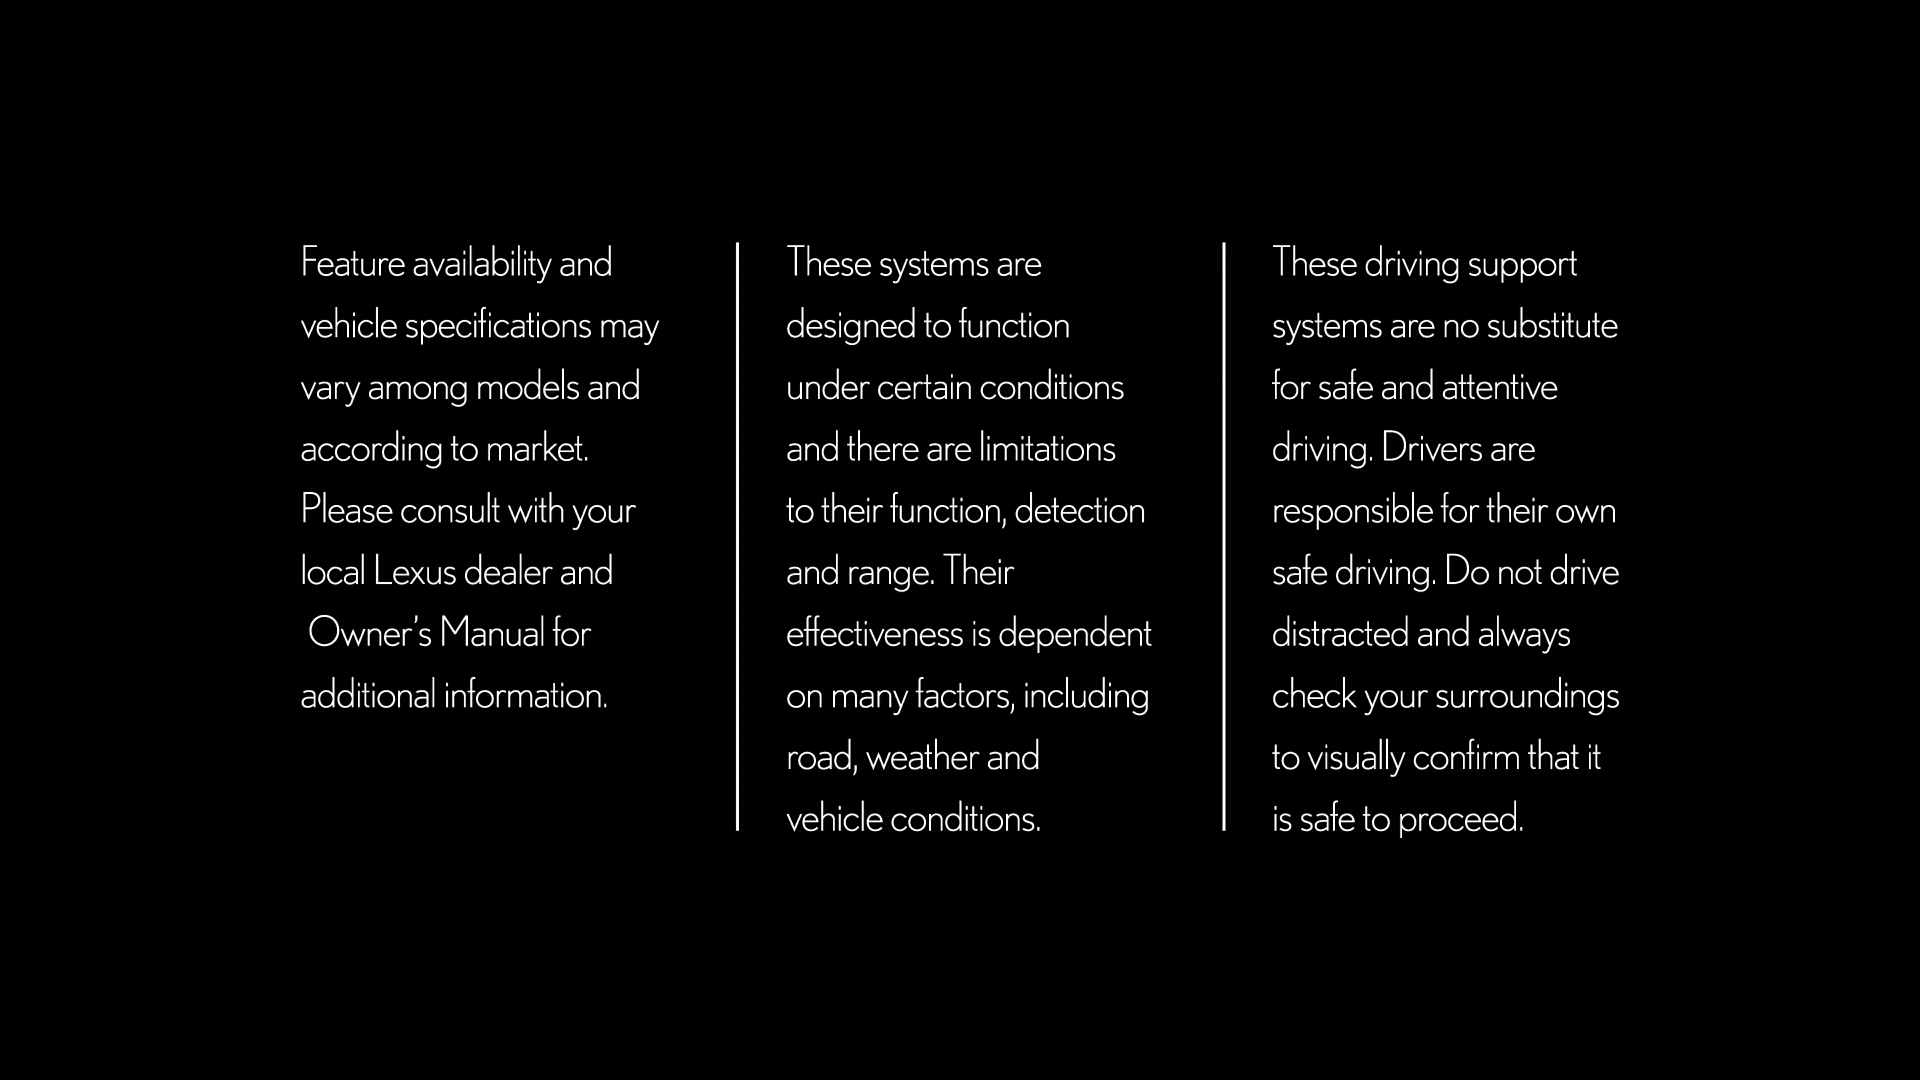 Feature availability and
vehicle specifications may
vary among models and
according to market.
Please consult with your
local Lexus dealer and
Owner’s Manual for
additional information.
These systems are
designed to function
under certain conditions
and there are limitations
to their function, detection
and range. Their
effectiveness is dependent
on many factors, including
road, weather and
vehicle conditions.
These driving support
systems are no substitute
for safe and attentive
driving. Drivers are
responsible for their own
safe driving. Do not drive
distracted and always
check your surroundings
to visually confirm that it
is safe to proceed.